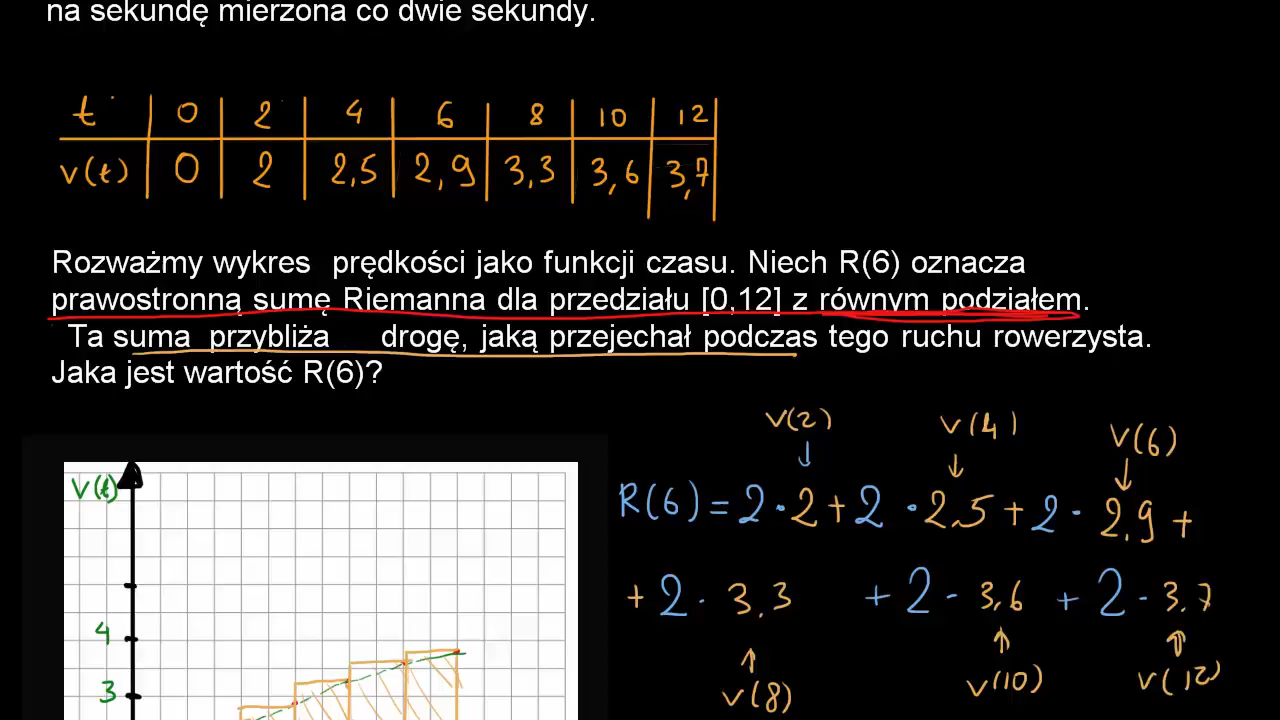 na sekundę mierzona co dwie sekundy.
t 0 2 4 6 8 10 12
v(t) 0 2 2,5 2,9 3,3 3,6 3,7
Rozważmy wykres prędkości jako funkcji czasu. Niech R(6) oznacza
prawostronną sumę Riemanna dla przedziału [0,12] z równym podziałem.
Ta suma przybliża drogę, jaką przejechał podczas tego ruchu rowerzysta.
Jaka jest wartość R(6)?
v(2) v(4) v(6)
R(6) = 2 · 2 + 2 · 2,5 + 2 · 2,9 +
+ 2 · 3,3 + 2 · 3,6 + 2 · 3,7
v(8) v(10) v(12)
v(t)
4
3